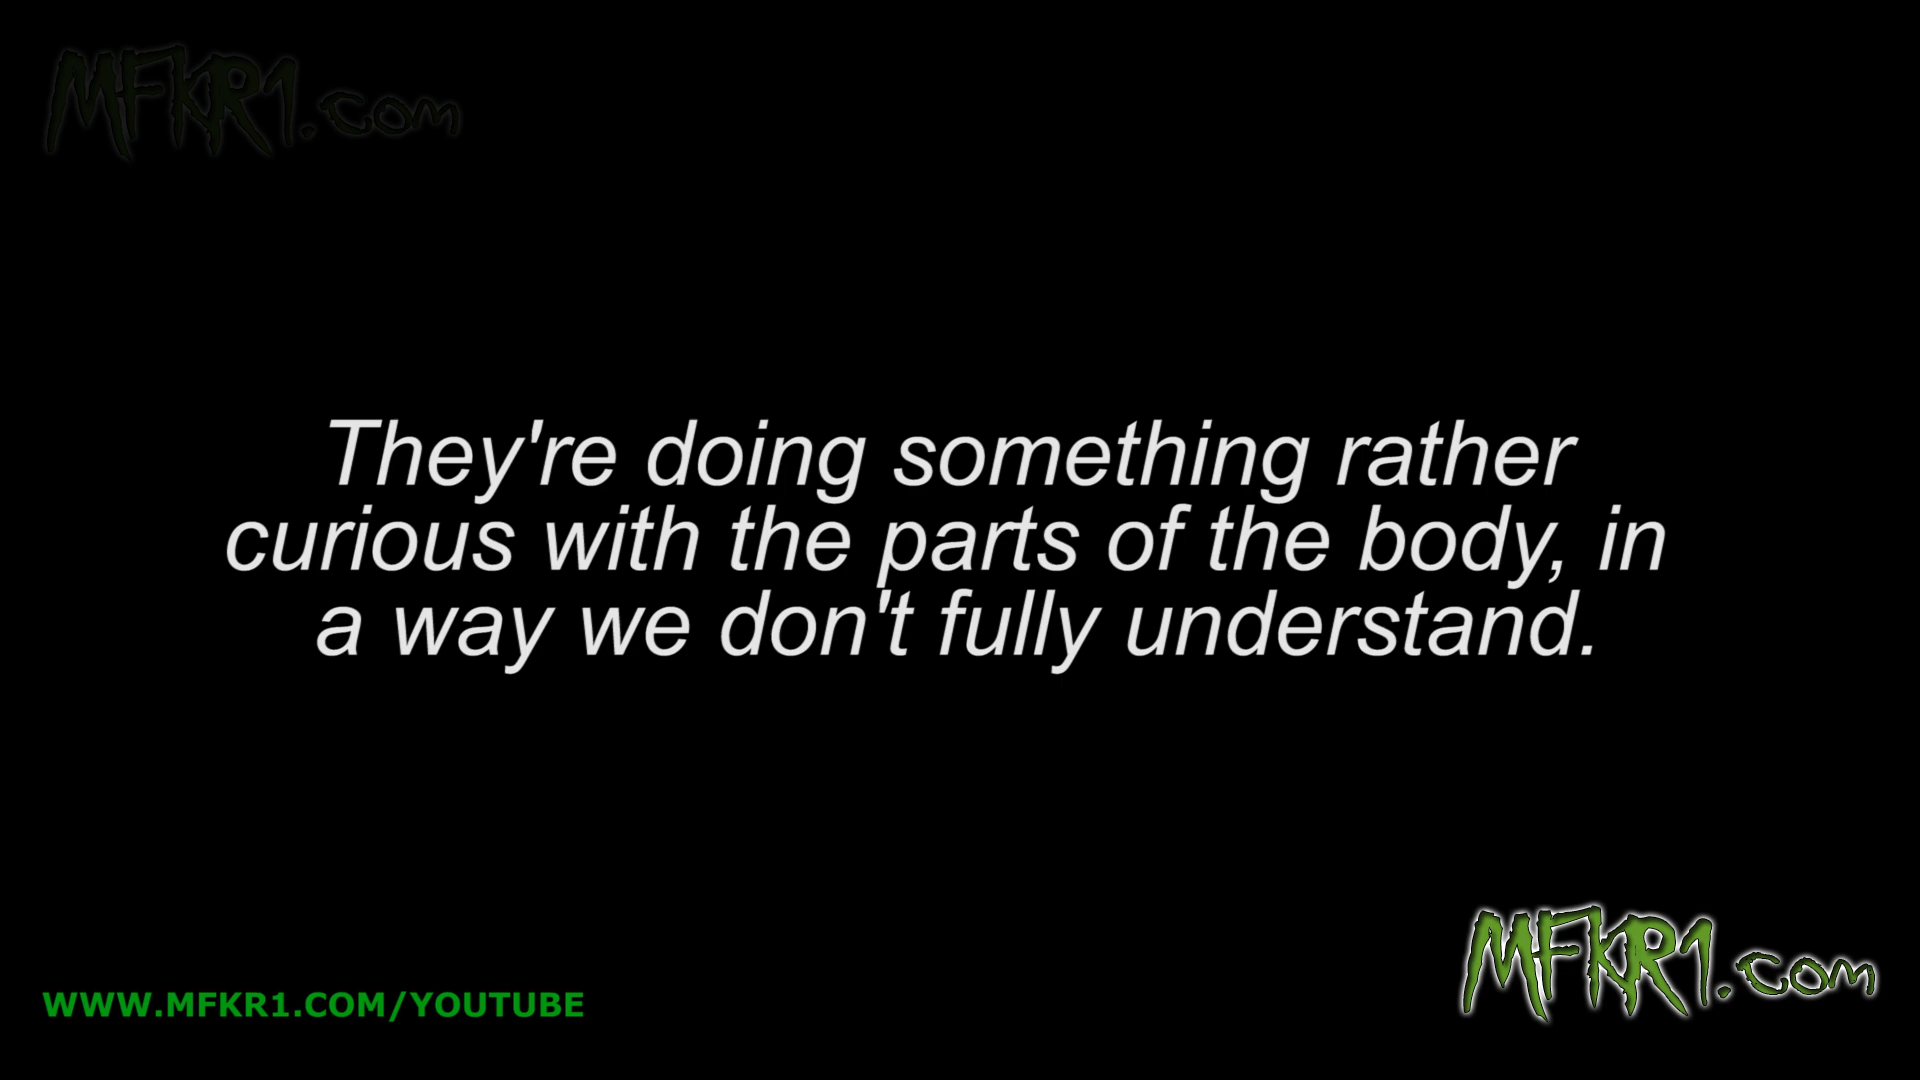 MFKR1.com
They're doing something rather
curious with the parts of the body, in
a way we don't fully understand.
MFKR1.com
WWW.MFKR1.COM/YOUTUBE